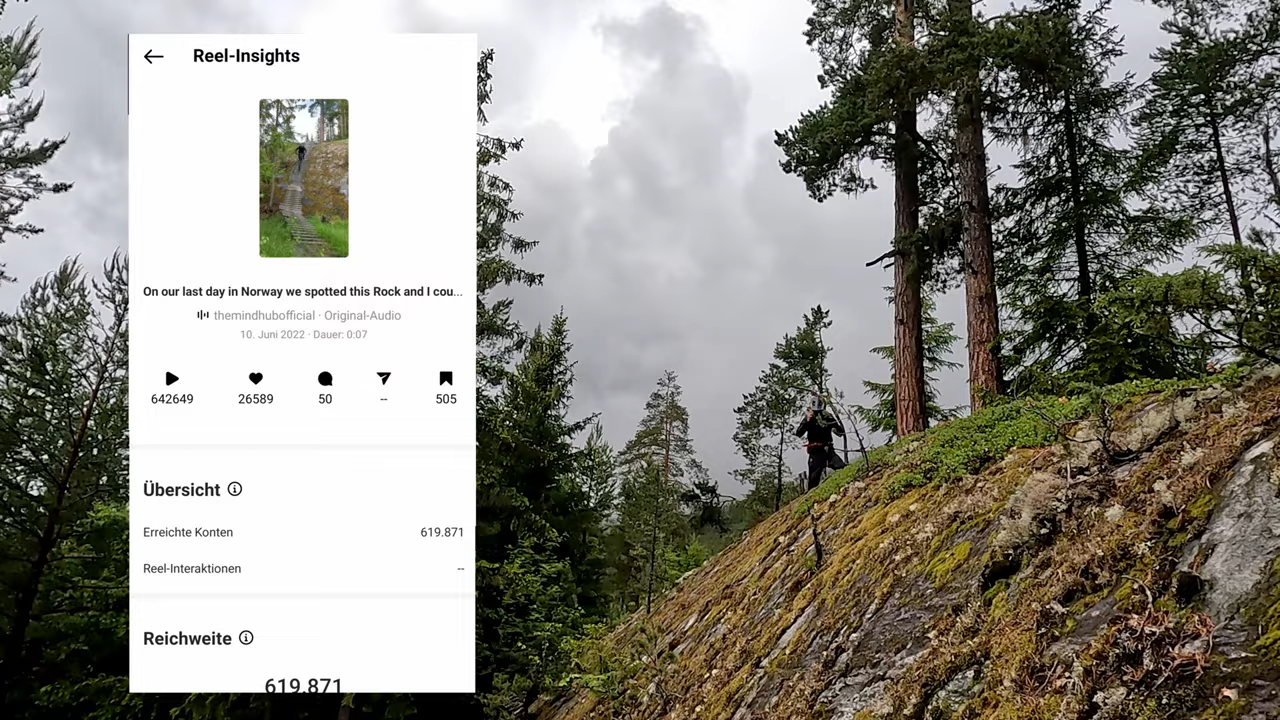 Reel-Insights
On our last day in Norway we spotted this Rock and I cou...
themindhubofficial · Original-Audio
10. Juni 2022 · Dauer: 0:07
642649 26589 50 -- 505
Übersicht
Erreichte Konten 619.871
Reel-Interaktionen --
Reichweite
619.871